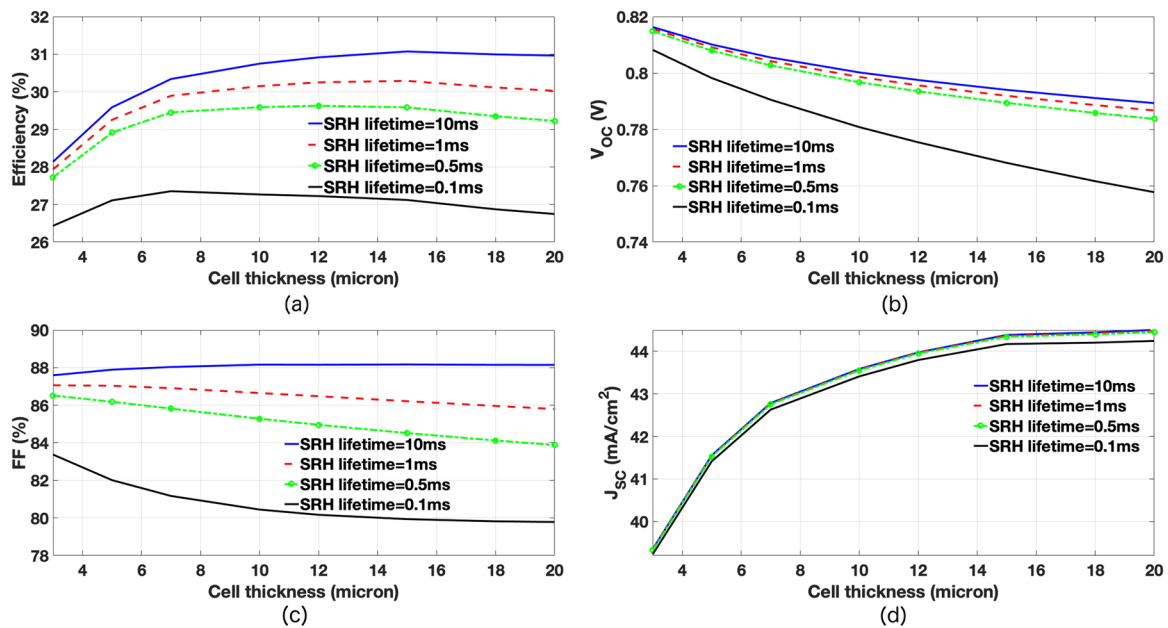 32
31
30
29
28
27
26
Efficiency (%)
SRH lifetime=10ms
SRH lifetime=1ms
SRH lifetime=0.5ms
SRH lifetime=0.1ms
4 6 8 10 12 14 16 18 20
Cell thickness (micron)
(a)
0.82
0.8
0.78
0.76
0.74
V_OC (V)
SRH lifetime=10ms
SRH lifetime=1ms
SRH lifetime=0.5ms
SRH lifetime=0.1ms
4 6 8 10 12 14 16 18 20
Cell thickness (micron)
(b)
90
88
86
84
82
80
78
FF (%)
SRH lifetime=10ms
SRH lifetime=1ms
SRH lifetime=0.5ms
SRH lifetime=0.1ms
4 6 8 10 12 14 16 18 20
Cell thickness (micron)
(c)
44
43
42
41
40
J_SC (mA/cm²)
SRH lifetime=10ms
SRH lifetime=1ms
SRH lifetime=0.5ms
SRH lifetime=0.1ms
4 6 8 10 12 14 16 18 20
Cell thickness (micron)
(d)